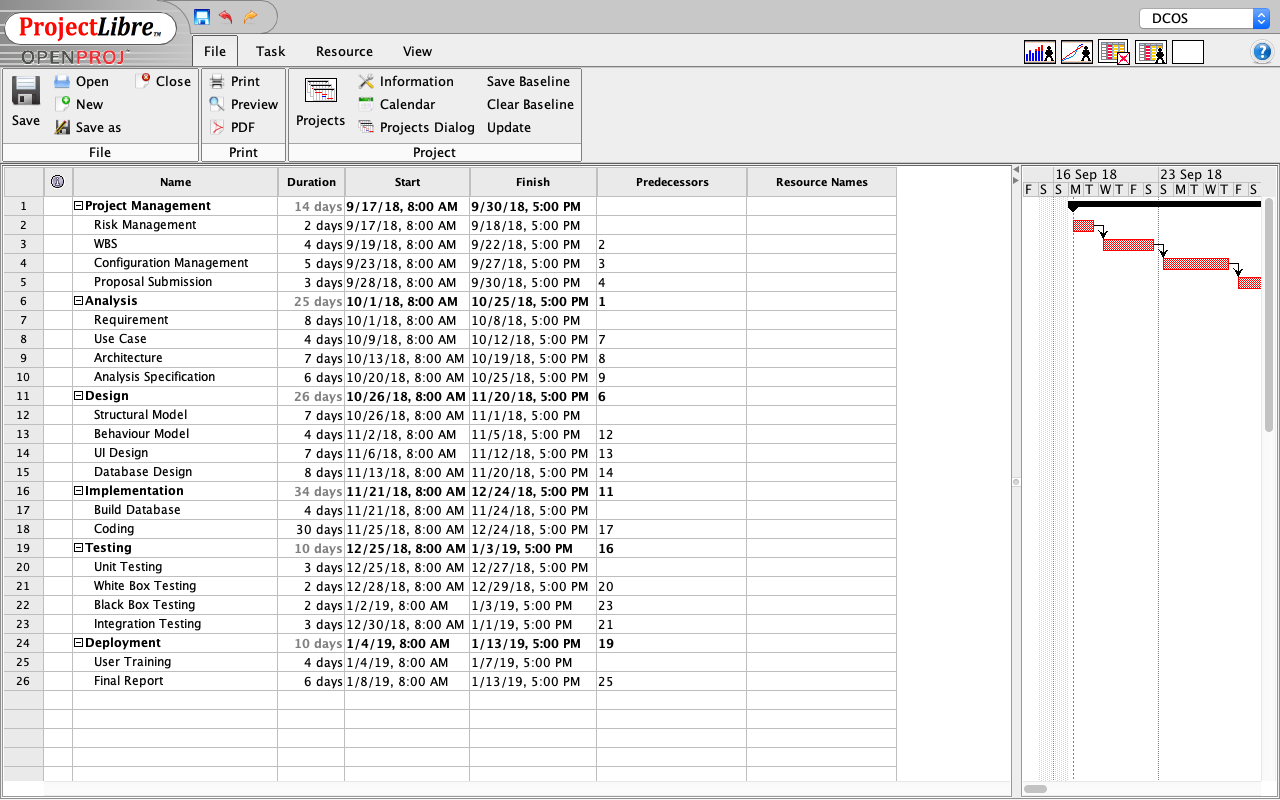 ProjectLibre™
OPENPROJ
DCOS
File Task Resource View
Save
Open
New
Save as
Close
File
Print
Preview
PDF
Print
Projects
Information
Calendar
Projects Dialog
Save Baseline
Clear Baseline
Update
Project
Name Duration Start Finish Predecessors Resource Names
1 Project Management 14 days 9/17/18, 8:00 AM 9/30/18, 5:00 PM
2 Risk Management 2 days 9/17/18, 8:00 AM 9/18/18, 5:00 PM
3 WBS 4 days 9/19/18, 8:00 AM 9/22/18, 5:00 PM 2
4 Configuration Management 5 days 9/23/18, 8:00 AM 9/27/18, 5:00 PM 3
5 Proposal Submission 3 days 9/28/18, 8:00 AM 9/30/18, 5:00 PM 4
6 Analysis 25 days 10/1/18, 8:00 AM 10/25/18, 5:00 PM 1
7 Requirement 8 days 10/1/18, 8:00 AM 10/8/18, 5:00 PM
8 Use Case 4 days 10/9/18, 8:00 AM 10/12/18, 5:00 PM 7
9 Architecture 7 days 10/13/18, 8:00 AM 10/19/18, 5:00 PM 8
10 Analysis Specification 6 days 10/20/18, 8:00 AM 10/25/18, 5:00 PM 9
11 Design 26 days 10/26/18, 8:00 AM 11/20/18, 5:00 PM 6
12 Structural Model 7 days 10/26/18, 8:00 AM 11/1/18, 5:00 PM
13 Behaviour Model 4 days 11/2/18, 8:00 AM 11/5/18, 5:00 PM 12
14 UI Design 7 days 11/6/18, 8:00 AM 11/12/18, 5:00 PM 13
15 Database Design 8 days 11/13/18, 8:00 AM 11/20/18, 5:00 PM 14
16 Implementation 34 days 11/21/18, 8:00 AM 12/24/18, 5:00 PM 11
17 Build Database 4 days 11/21/18, 8:00 AM 11/24/18, 5:00 PM
18 Coding 30 days 11/25/18, 8:00 AM 12/24/18, 5:00 PM 17
19 Testing 10 days 12/25/18, 8:00 AM 1/3/19, 5:00 PM 16
20 Unit Testing 3 days 12/25/18, 8:00 AM 12/27/18, 5:00 PM
21 White Box Testing 2 days 12/28/18, 8:00 AM 12/29/18, 5:00 PM 20
22 Black Box Testing 2 days 1/2/19, 8:00 AM 1/3/19, 5:00 PM 23
23 Integration Testing 3 days 12/30/18, 8:00 AM 1/1/19, 5:00 PM 21
24 Deployment 10 days 1/4/19, 8:00 AM 1/13/19, 5:00 PM 19
25 User Training 4 days 1/4/19, 8:00 AM 1/7/19, 5:00 PM
26 Final Report 6 days 1/8/19, 8:00 AM 1/13/19, 5:00 PM 25
16 Sep 18 23 Sep 18
F S S M T W T F S S M T W T F S